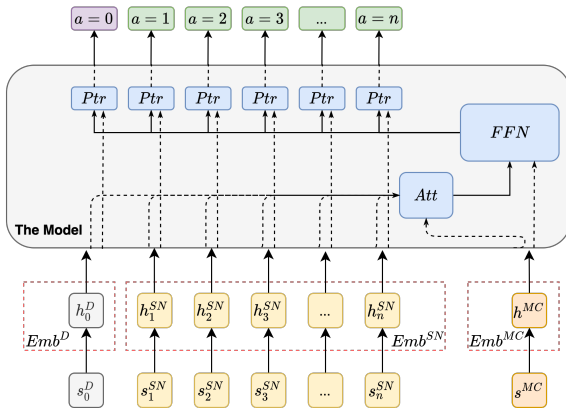 a = 0 a = 1 a = 2 a = 3 ... a = n
Ptr Ptr Ptr Ptr Ptr Ptr
FFN
Att
The Model
h_0^D h_1^{SN} h_2^{SN} h_3^{SN} ... h_n^{SN} h^{MC}
Emb^D Emb^{SN} Emb^{MC}
s_0^D s_1^{SN} s_2^{SN} s_3^{SN} ... s_n^{SN} s^{MC}